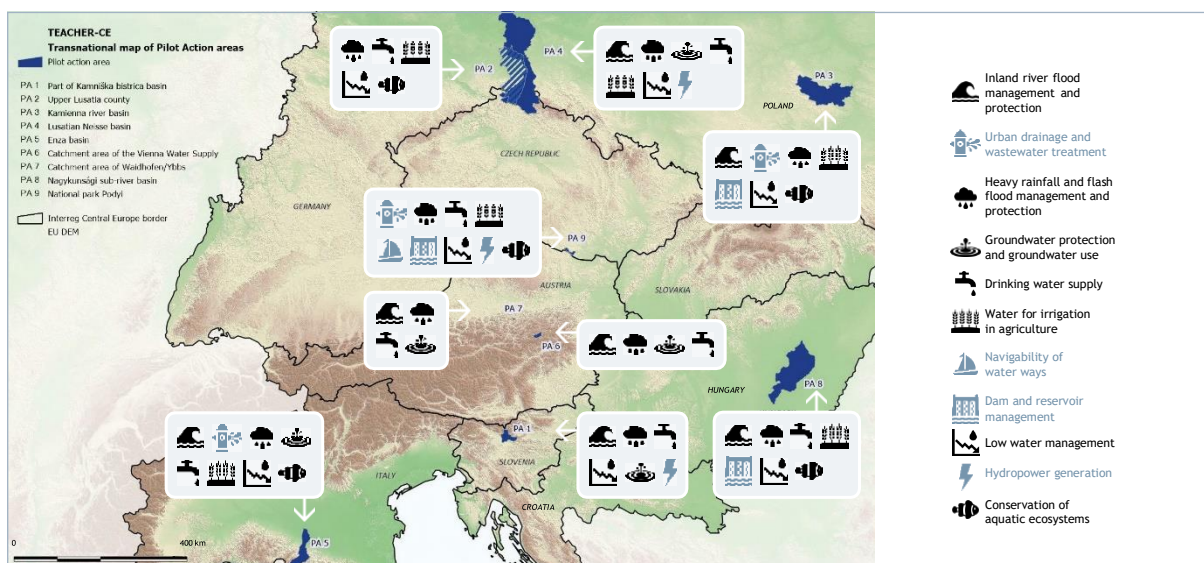 TEACHER-CE
Transnational map of Pilot Action areas
Pilot action area
PA 1 Part of Kamniška bistrica basin
PA 2 Upper Lusatia county
PA 3 Kamienna river basin
PA 4 Lusatian Neisse basin
PA 5 Enza basin
PA 6 Catchment area of the Vienna Water Supply
PA 7 Catchment area of Waidhofen/Ybbs
PA 8 Nagykunsági sub-river basin
PA 9 National park Podyí
Interreg Central Europe border
EU DEM
PA 2
PA 4
PA 3
POLAND
CZECH REPUBLIC
GERMANY
PA 9
AUSTRIA
SLOVAKIA
PA 7
PA 6
HUNGARY
PA 8
PA 1
SLOVENIA
ITALY
CROATIA
PA 5
0
400 km
Inland river flood
management and
protection
Urban drainage and
wastewater treatment
Heavy rainfall and flash
flood management and
protection
Groundwater protection
and groundwater use
Drinking water supply
Water for irrigation
in agriculture
Navigability of
water ways
Dam and reservoir
management
Low water management
Hydropower generation
Conservation of
aquatic ecosystems